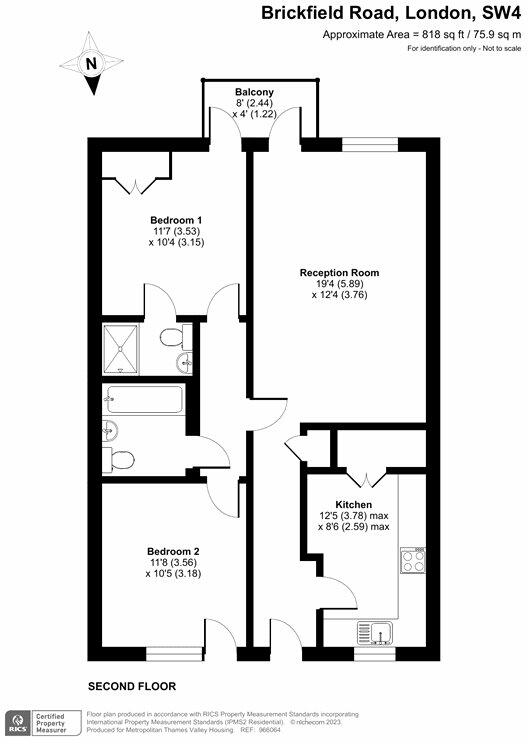 Brickfield Road, London, SW4
Approximate Area = 818 sq ft / 75.9 sq m
For identification only - Not to scale
N
Balcony
8' (2.44)
x 4' (1.22)
Bedroom 1
11'7 (3.53)
x 10'4 (3.15)
Reception Room
19'4 (5.89)
x 12'4 (3.76)
Kitchen
12'5 (3.78) max
x 8'6 (2.59) max
Bedroom 2
11'8 (3.56)
x 10'5 (3.18)
SECOND FLOOR
RICS
Certified
Property
Measurer
Floor plan produced in accordance with RICS Property Measurement Standards incorporating
International Property Measurement Standards (IPMS2 Residential). © nichecom 2023.
Produced for Metropolitan Thames Valley Housing. REF: 966064